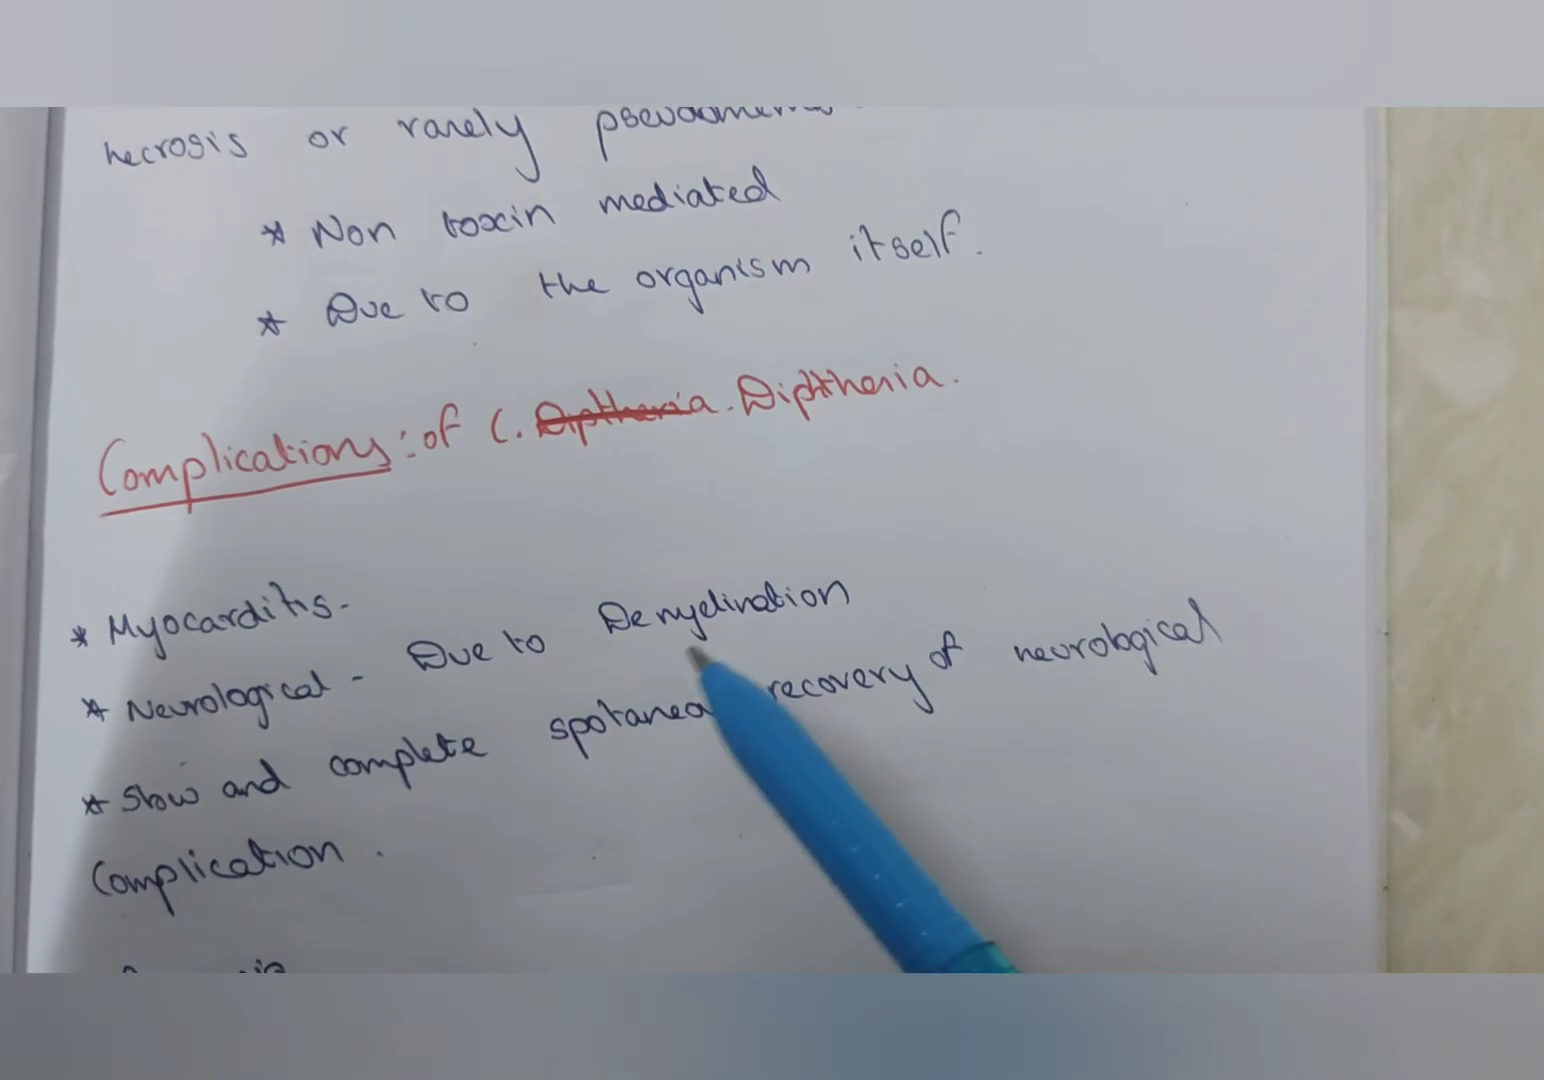 necrosis or rarely
* Non toxin mediated
* Due to the organism itself.
Complications: of C. Diptheria. Diptheria.
* Myocarditis.
* Neurological - Due to Demyelination
* Slow and complete recovery of neurological
Complication.